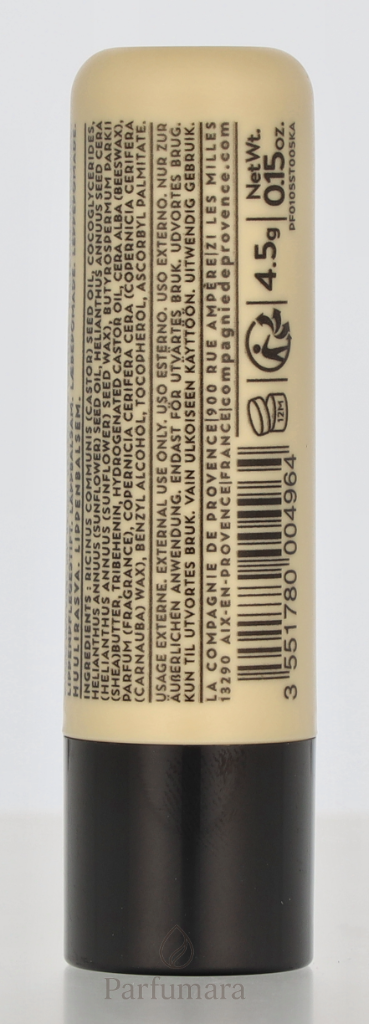 LIPPENPFLEGESTIFT. LÄPPBALSAM. LÆBEPOMADE. LEPPEPOMADE.
HUULIRASVA. LIPPENBALSEM.
INGREDIENTS : RICINUS COMMUNIS (CASTOR) SEED OIL, COCOGLYCERIDES,
HELIANTHUS ANNUUS (SUNFLOWER) SEED OIL, HELIANTHUS ANNUUS SEED CERA
(HELIANTHUS ANNUUS (SUNFLOWER) SEED WAX), BUTYROSPERMUM PARKII
(SHEA)BUTTER, TRIBEHENIN, HYDROGENATED CASTOR OIL, CERA ALBA (BEESWAX),
PARFUM (FRAGRANCE), COPERNICIA CERIFERA CERA (COPERNICIA CERIFERA
(CARNAUBA) WAX), BENZYL ALCOHOL, TOCOPHEROL, ASCORBYL PALMITATE.
USAGE EXTERNE. EXTERNAL USE ONLY. USO ESTERNO. USO EXTERNO. NUR ZUR
ÄUßERLICHEN ANWENDUNG. ENDAST FÖR UTVÄRTES BRUK. UDVORTES BRUG.
KUN TIL UTVORTES BRUK. VAIN ULKOISEEN KÄYTTÖÖN. UITWENDIG GEBRUIK.
LA COMPAGNIE DE PROVENCE|900 RUE AMPÈRE|ZI LES MILLES
13290 AIX-EN-PROVENCE|FRANCE|compagniedeprovence.com
3 551780 004964
12M
4.5g
Net Wt.
0.15oz.
PF0105ST005KA
Parfumara